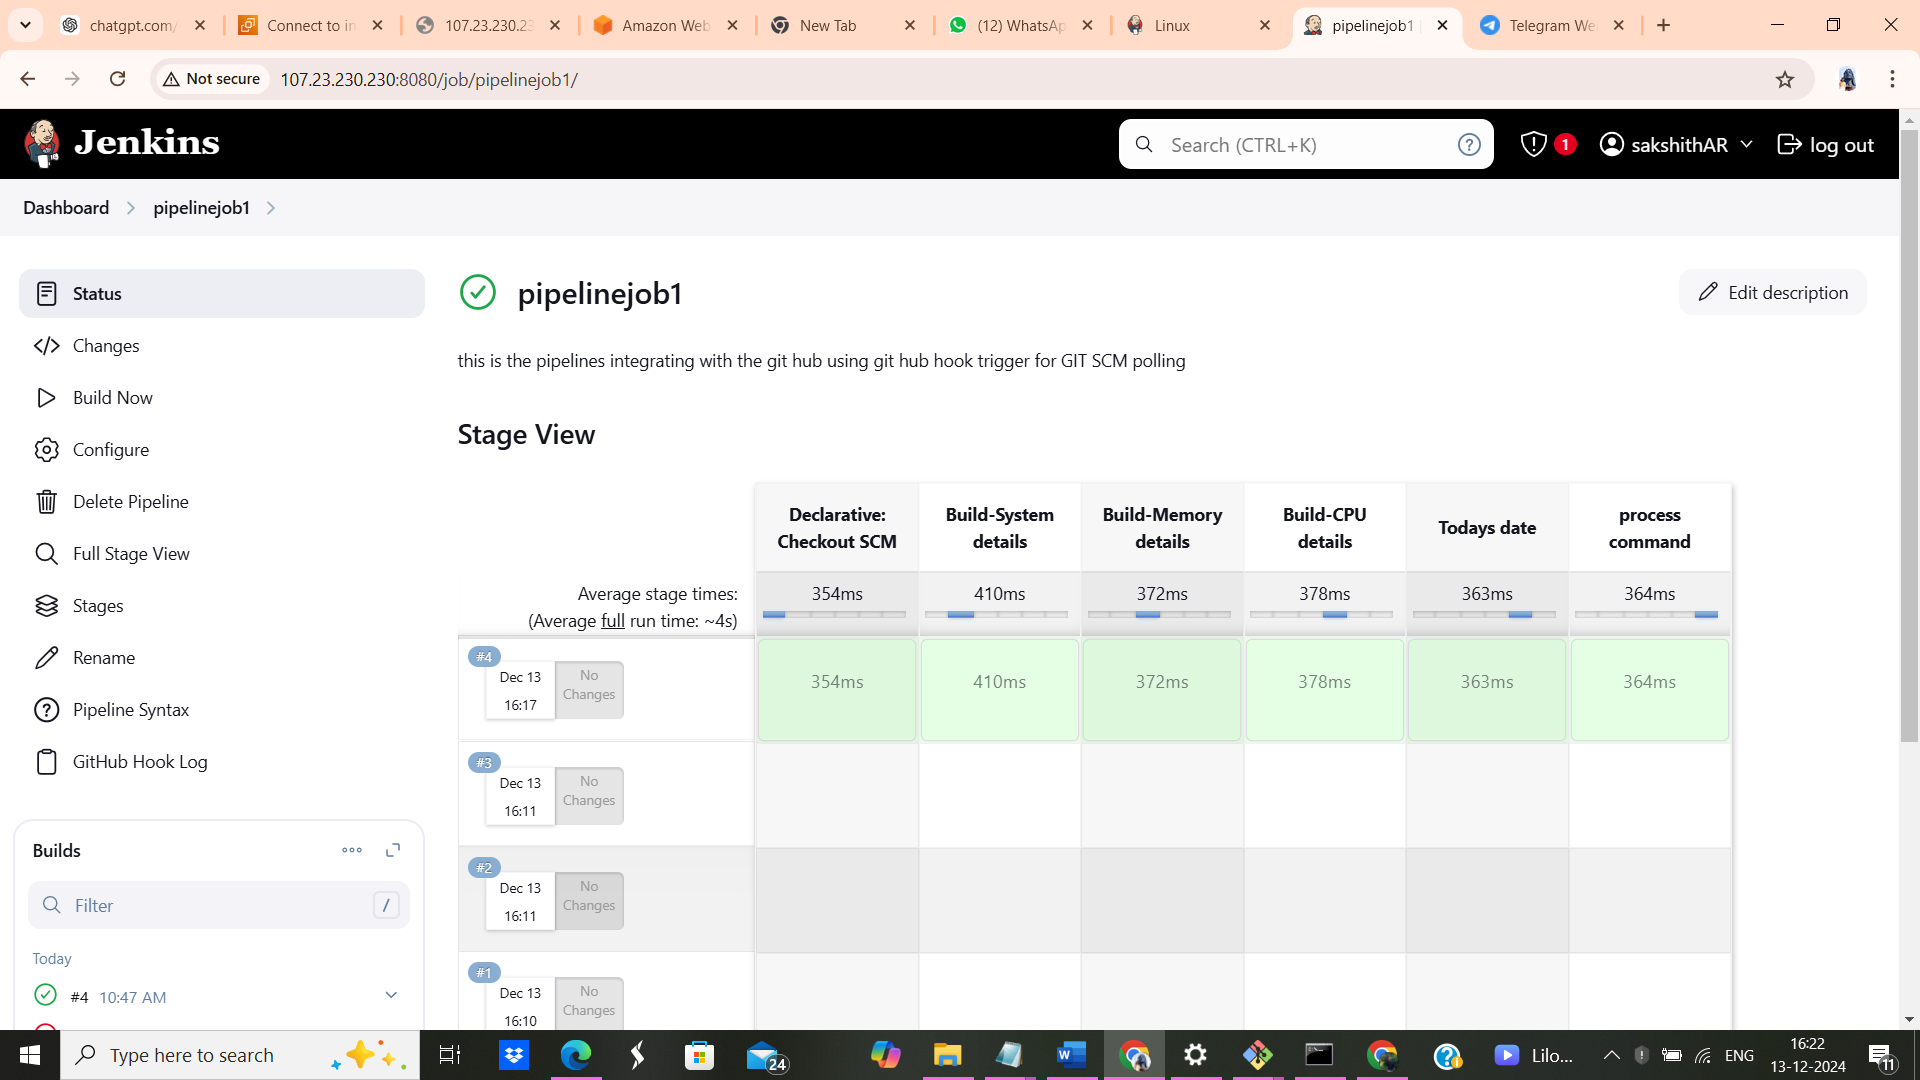 chatgpt.com/
Connect to in
107.23.230.23
Amazon Web
New Tab
(12) WhatsAp
Linux
pipelinejob1
Telegram We
Not secure
107.23.230.230:8080/job/pipelinejob1/
Jenkins
Search (CTRL+K)
?
1
sakshithAR
log out
Dashboard
pipelinejob1
Status
Changes
Build Now
Configure
Delete Pipeline
Full Stage View
Stages
Rename
Pipeline Syntax
GitHub Hook Log
Builds
Filter
/
Today
#4 10:47 AM
pipelinejob1
Edit description
this is the pipelines integrating with the git hub using git hub hook trigger for GIT SCM polling
Stage View
Declarative: Checkout SCM
Build-System details
Build-Memory details
Build-CPU details
Todays date
process command
Average stage times:
(Average full run time: ~4s)
354ms
410ms
372ms
378ms
363ms
364ms
#4
Dec 13
16:17
No Changes
354ms
410ms
372ms
378ms
363ms
364ms
#3
Dec 13
16:11
No Changes
#2
Dec 13
16:11
No Changes
#1
Dec 13
16:10
No Changes
Type here to search
24
Lilo...
ENG
16:22
13-12-2024
11